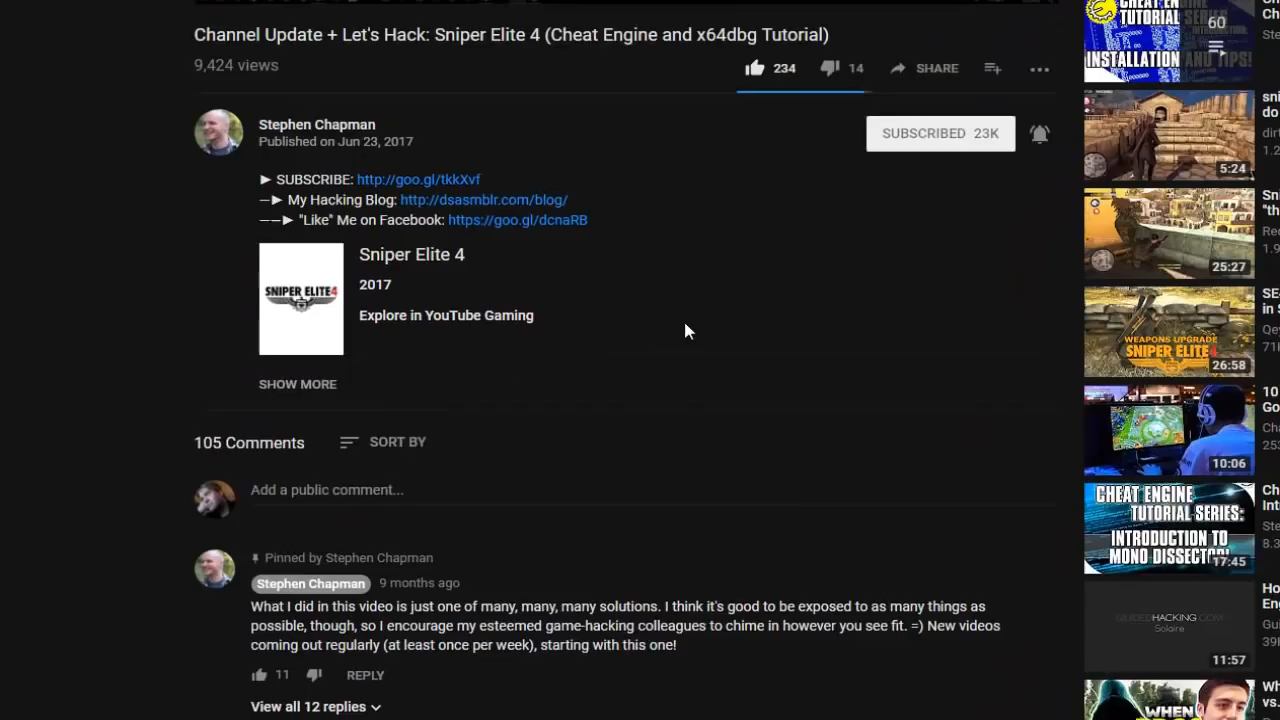 Channel Update + Let's Hack: Sniper Elite 4 (Cheat Engine and x64dbg Tutorial)
9,424 views
234
14
SHARE
Stephen Chapman
Published on Jun 23, 2017
SUBSCRIBED 23K
► SUBSCRIBE: http://goo.gl/tkkXvf
—► My Hacking Blog: http://dsasmblr.com/blog/
——► "Like" Me on Facebook: https://goo.gl/dcnaRB
SNIPER ELITE 4
Sniper Elite 4
2017
Explore in YouTube Gaming
SHOW MORE
105 Comments
SORT BY
Add a public comment...
Pinned by Stephen Chapman
Stephen Chapman 9 months ago
What I did in this video is just one of many, many, many solutions. I think it's good to be exposed to as many things as
possible, though, so I encourage my esteemed game-hacking colleagues to chime in however you see fit. =) New videos
coming out regularly (at least once per week), starting with this one!
11
REPLY
View all 12 replies
TUTORIAL
INSTALLATION AND TIPS!
60
5:24
25:27
WEAPONS UPGRADE
SNIPER ELITE 4
26:58
10:06
CHEAT ENGINE
TUTORIAL SERIES:
INTRODUCTION TO
MONO DISSECTOR!
17:45
GUIDEDHACKING.COM
Solaire
11:57
WHEN